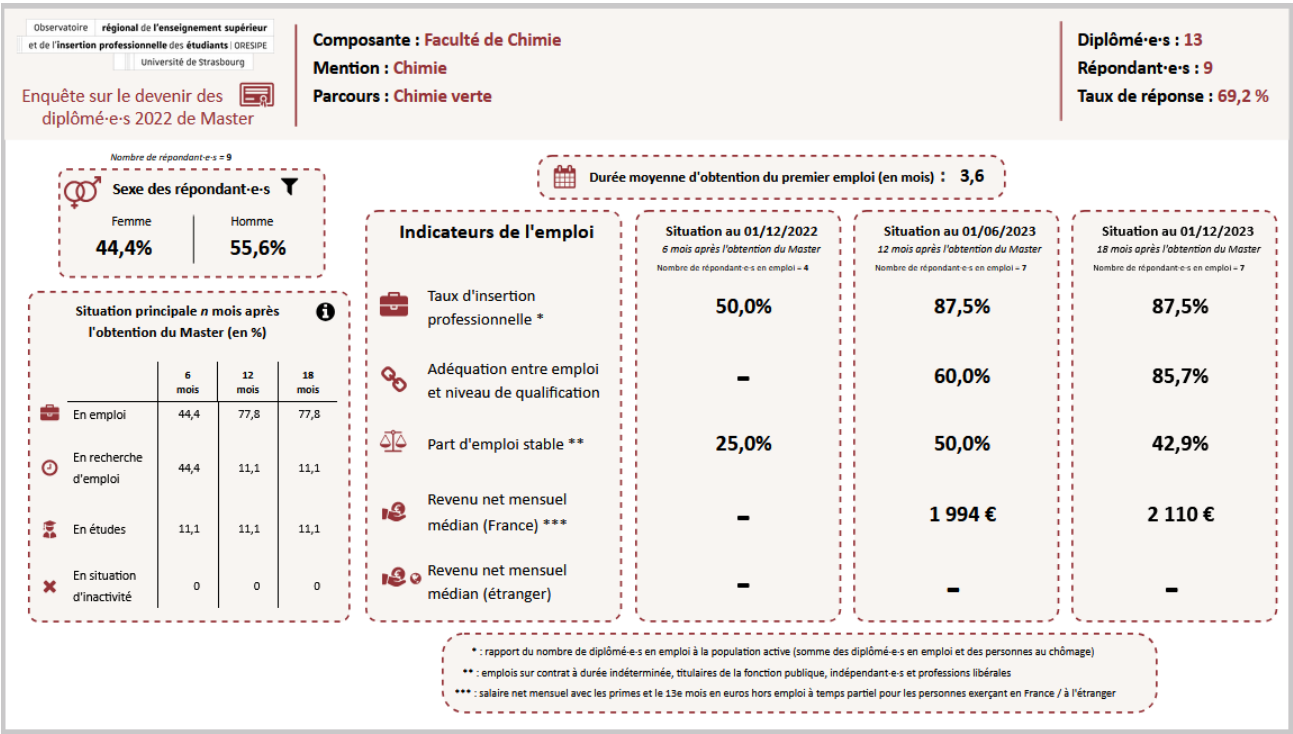 Observatoire régional de l'enseignement supérieur
et de l'insertion professionnelle des étudiants | ORESIPE
Université de Strasbourg
Enquête sur le devenir des
diplômé·e·s 2022 de Master
Composante : Faculté de Chimie
Mention : Chimie
Parcours : Chimie verte
Diplômé·e·s : 13
Répondant·e·s : 9
Taux de réponse : 69,2 %
Nombre de répondant·e·s = 9
Sexe des répondant·e·s
Femme Homme
44,4% 55,6%
Situation principale n mois après
l'obtention du Master (en %)
6 mois 12 mois 18 mois
En emploi 44,4 77,8 77,8
En recherche
d'emploi 44,4 11,1 11,1
En études 11,1 11,1 11,1
En situation
d'inactivité 0 0 0
Durée moyenne d'obtention du premier emploi (en mois) : 3,6
Indicateurs de l'emploi
Situation au 01/12/2022
6 mois après l'obtention du Master
Nombre de répondant·e·s en emploi = 4
Situation au 01/06/2023
12 mois après l'obtention du Master
Nombre de répondant·e·s en emploi = 7
Situation au 01/12/2023
18 mois après l'obtention du Master
Nombre de répondant·e·s en emploi = 7
Taux d'insertion
professionnelle * 50,0% 87,5% 87,5%
Adéquation entre emploi
et niveau de qualification - 60,0% 85,7%
Part d'emploi stable ** 25,0% 50,0% 42,9%
Revenu net mensuel
médian (France) *** - 1 994 € 2 110 €
Revenu net mensuel
médian (étranger) - - -
* : rapport du nombre de diplômé·e·s en emploi à la population active (somme des diplômé·e·s en emploi et des personnes au chômage)
** : emplois sur contrat à durée indéterminée, titulaires de la fonction publique, indépendant·e·s et professions libérales
*** : salaire net mensuel avec les primes et le 13e mois en euros hors emploi à temps partiel pour les personnes exerçant en France / à l'étranger